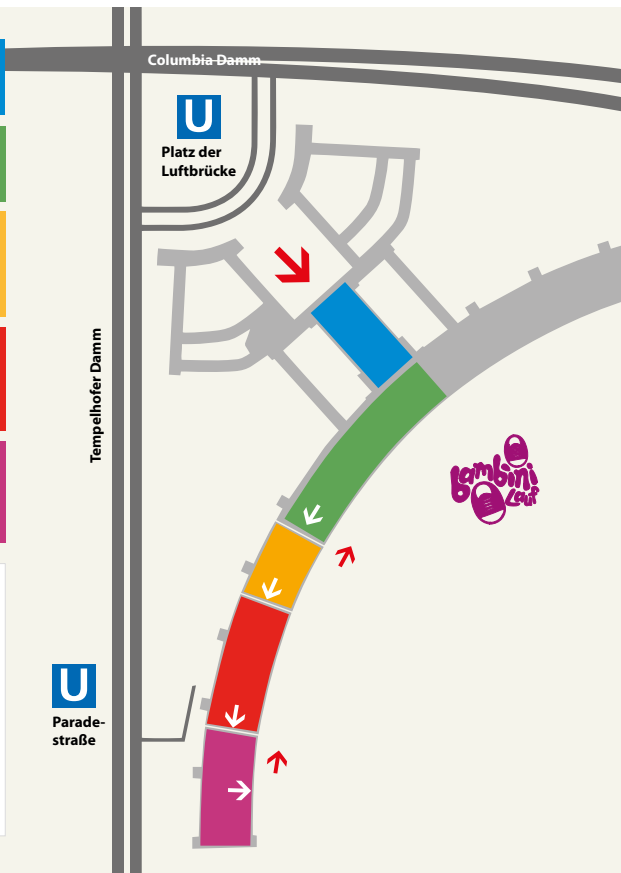 Columbia Damm
U
Platz der
Luftbrücke
Tempelhofer Damm
bambini
Lauf
U
Parade-
straße